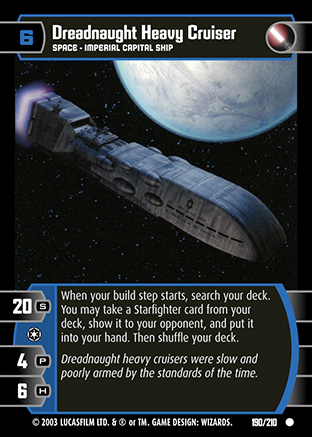 6
Dreadnaught Heavy Cruiser
SPACE - IMPERIAL CAPITAL SHIP
20 S
When your build step starts, search your deck.
You may take a Starfighter card from your
deck, show it to your opponent, and put it
into your hand. Then shuffle your deck.
4 P
Dreadnaught heavy cruisers were slow and
poorly armed by the standards of the time.
6 H
© 2003 LUCASFILM LTD. & ® or TM. GAME DESIGN: WIZARDS.
190/210